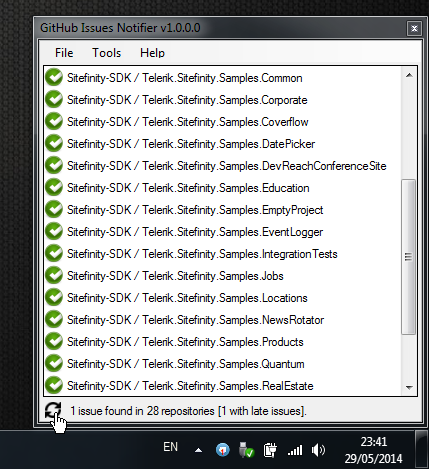 GitHub Issues Notifier v1.0.0.0
File Tools Help
Sitefinity-SDK / Telerik.Sitefinity.Samples.Common
Sitefinity-SDK / Telerik.Sitefinity.Samples.Corporate
Sitefinity-SDK / Telerik.Sitefinity.Samples.Coverflow
Sitefinity-SDK / Telerik.Sitefinity.Samples.DatePicker
Sitefinity-SDK / Telerik.Sitefinity.Samples.DevReachConferenceSite
Sitefinity-SDK / Telerik.Sitefinity.Samples.Education
Sitefinity-SDK / Telerik.Sitefinity.Samples.EmptyProject
Sitefinity-SDK / Telerik.Sitefinity.Samples.EventLogger
Sitefinity-SDK / Telerik.Sitefinity.Samples.IntegrationTests
Sitefinity-SDK / Telerik.Sitefinity.Samples.Jobs
Sitefinity-SDK / Telerik.Sitefinity.Samples.Locations
Sitefinity-SDK / Telerik.Sitefinity.Samples.NewsRotator
Sitefinity-SDK / Telerik.Sitefinity.Samples.Products
Sitefinity-SDK / Telerik.Sitefinity.Samples.Quantum
Sitefinity-SDK / Telerik.Sitefinity.Samples.RealEstate
1 issue found in 28 repositories [1 with late issues].
EN
23:41
29/05/2014